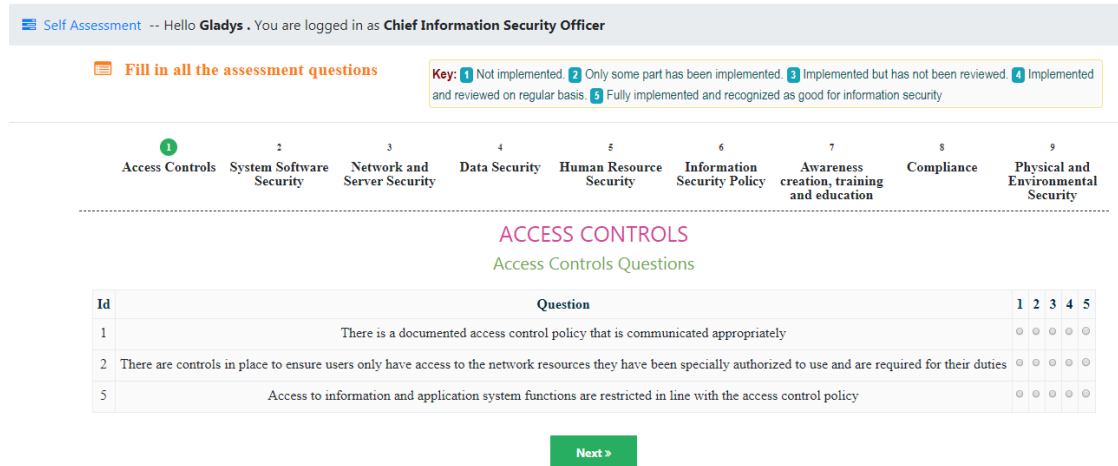 Self Assessment -- Hello Gladys . You are logged in as Chief Information Security Officer
Fill in all the assessment questions
Key: 1 Not implemented. 2 Only some part has been implemented. 3 Implemented but has not been reviewed. 4 Implemented
and reviewed on regular basis. 5 Fully implemented and recognized as good for information security
1 2 3 4 5 6 7 8 9
Access Controls System Software Network and Data Security Human Resource Information Awareness Compliance Physical and
Security Server Security Security Security Policy creation, training Environmental
and education Security
ACCESS CONTROLS
Access Controls Questions
Id Question 1 2 3 4 5
1 There is a documented access control policy that is communicated appropriately
2 There are controls in place to ensure users only have access to the network resources they have been specially authorized to use and are required for their duties
5 Access to information and application system functions are restricted in line with the access control policy
Next »